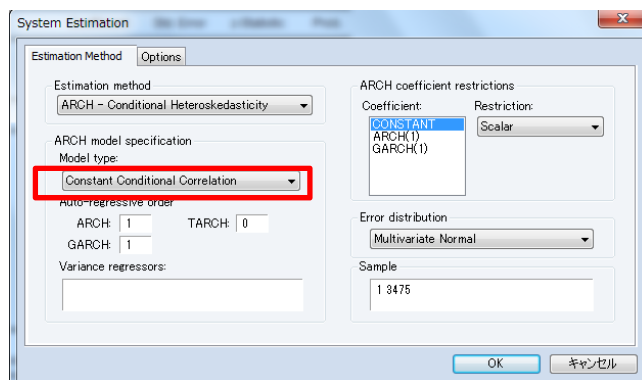 System Estimation
Estimation Method
Options
Estimation method
ARCH - Conditional Heteroskedasticity
ARCH model specification
Model type:
Constant Conditional Correlation
Auto-regressive order
ARCH: 1 TARCH: 0
GARCH: 1
Variance regressors:
ARCH coefficient restrictions
Coefficient: Restriction:
CONSTANT
ARCH(1)
GARCH(1)
Scalar
Error distribution
Multivariate Normal
Sample
1 3475
OK
キャンセル